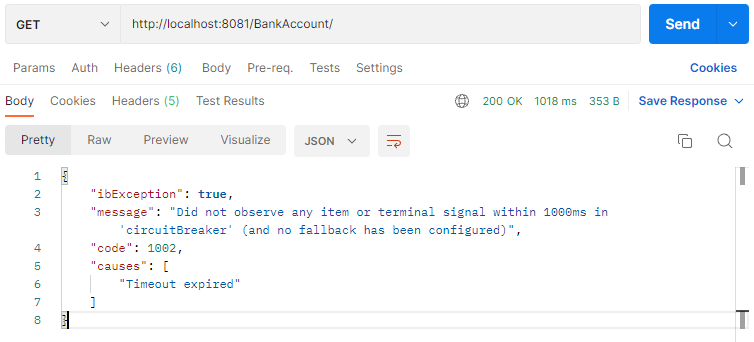 GET http://localhost:8081/BankAccount/ Send
Params Auth Headers (6) Body Pre-req. Tests Settings Cookies
Body Cookies Headers (5) Test Results 200 OK 1018 ms 353 B Save Response
Pretty Raw Preview Visualize JSON
1 {
2 "ibException": true,
3 "message": "Did not observe any item or terminal signal within 1000ms in
'circuitBreaker' (and no fallback has been configured)",
4 "code": 1002,
5 "causes": [
6 "Timeout expired"
7 ]
8 }